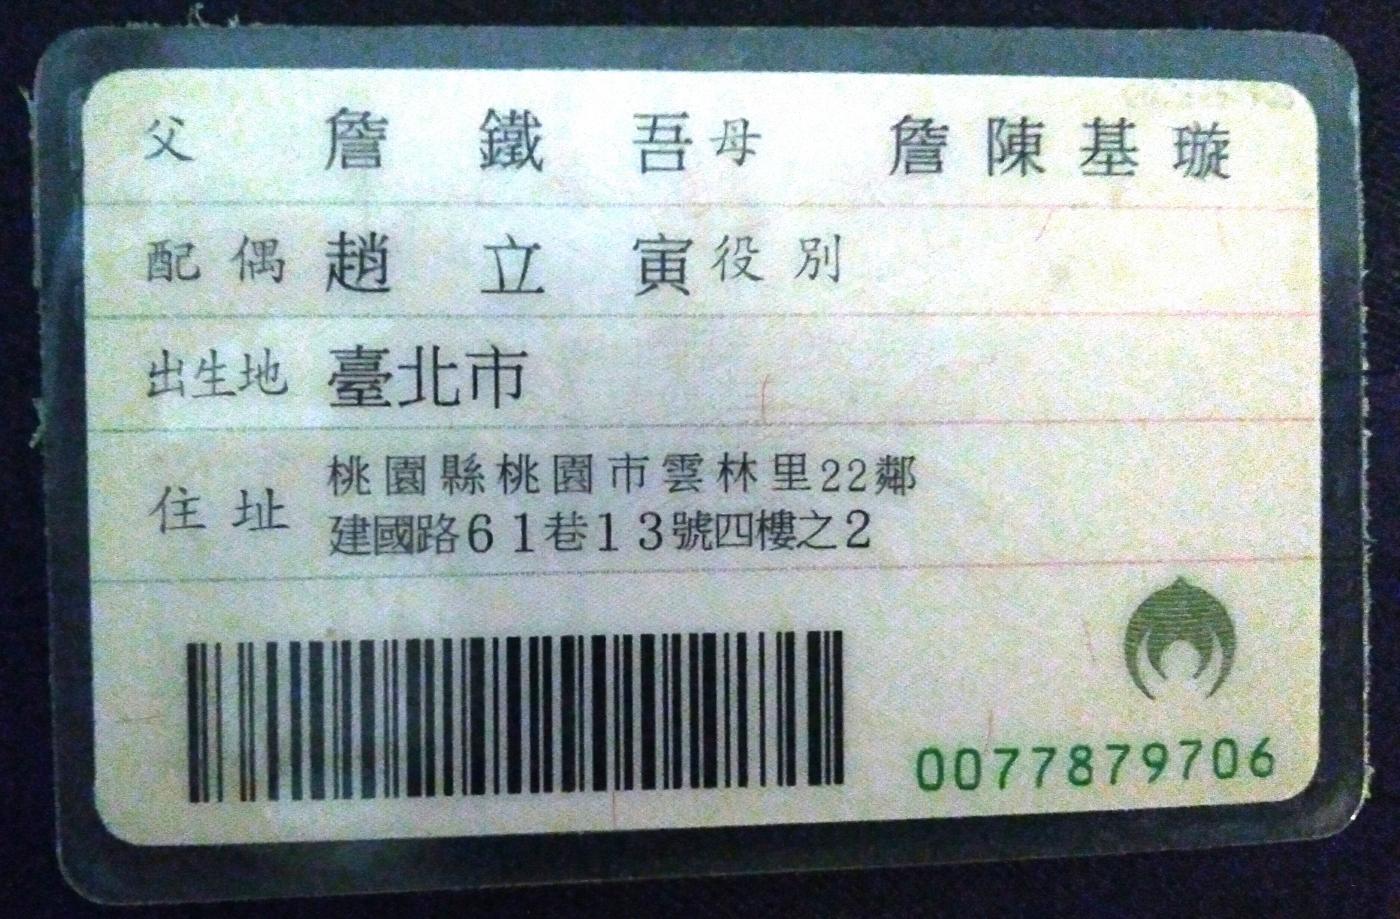 父 詹鐵吾 母 詹陳基璇
配偶 趙立寅 役別
出生地 臺北市
住址 桃園縣桃園市雲林里22鄰
建國路61巷13號四樓之2
0077879706